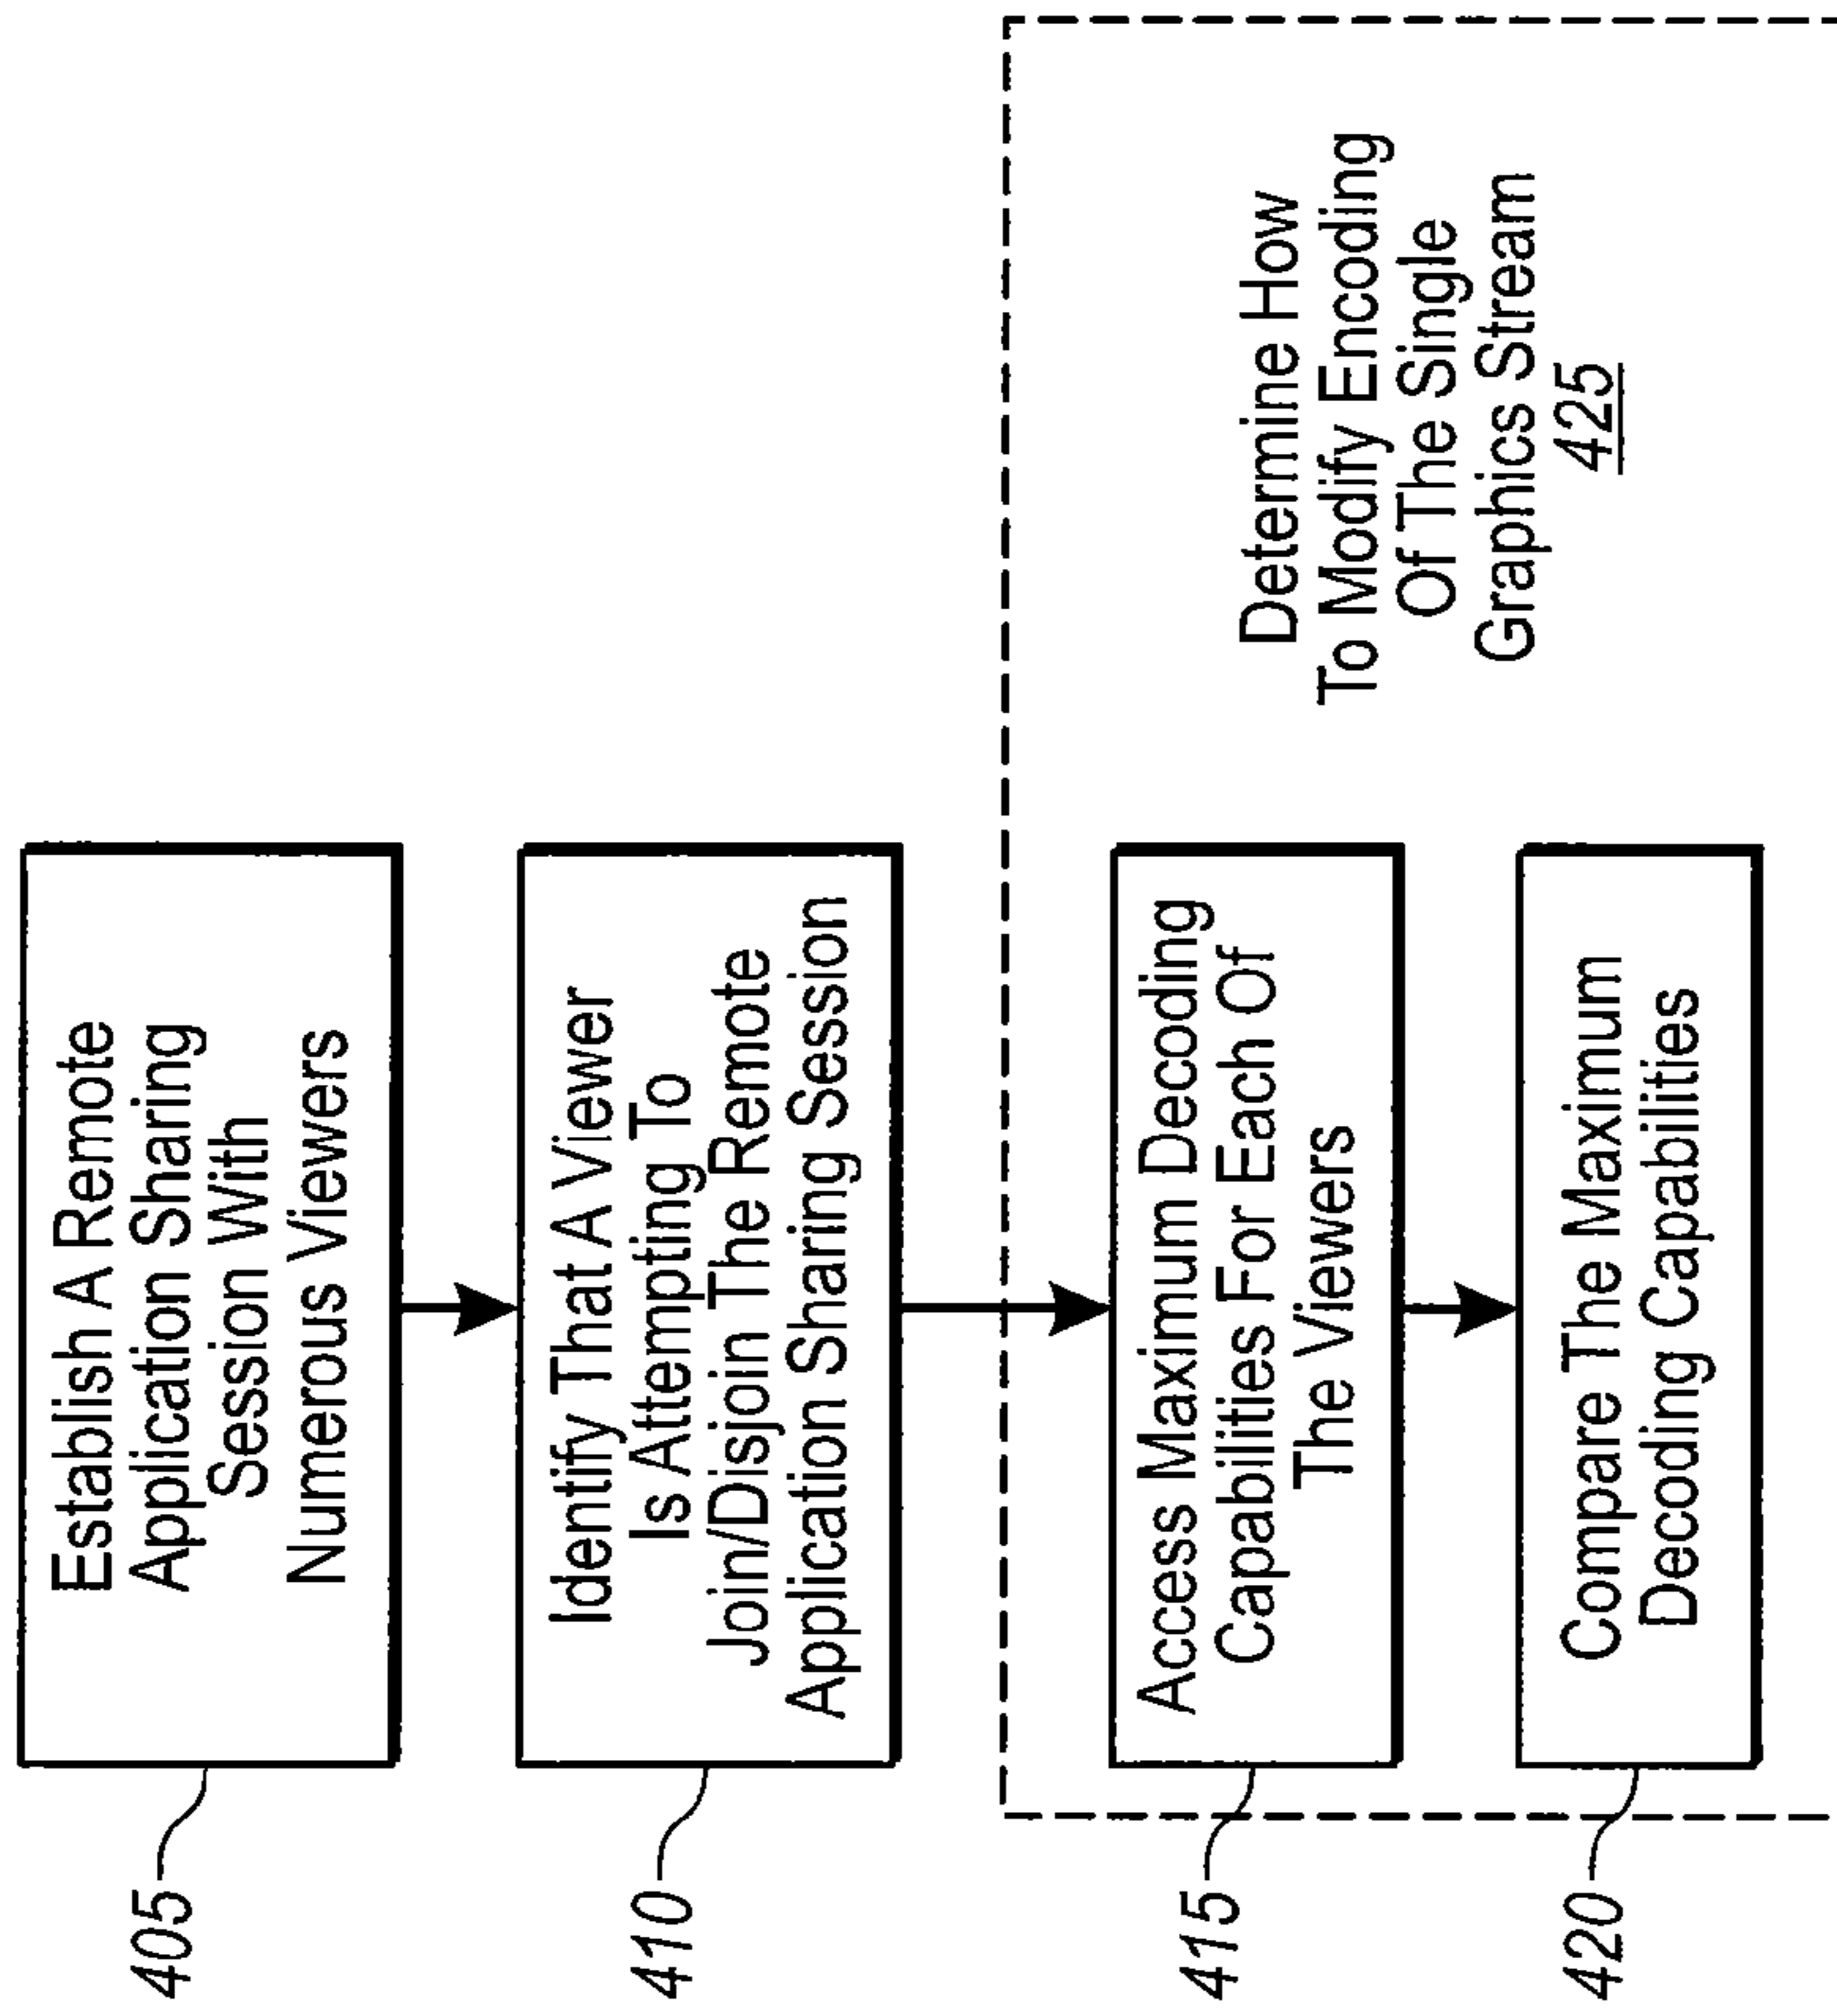 405
Establish A Remote
Application Sharing
Session With
Numerous Viewers
410
Identify That A Viewer
Is Attempting To
Join/Disjoin The Remote
Application Sharing Session
415
Access Maximum Decoding
Capabilities For Each Of
The Viewers
420
Compare The Maximum
Decoding Capabilities
Determine How
To Modify Encoding
Of The Single
Graphics Stream
425